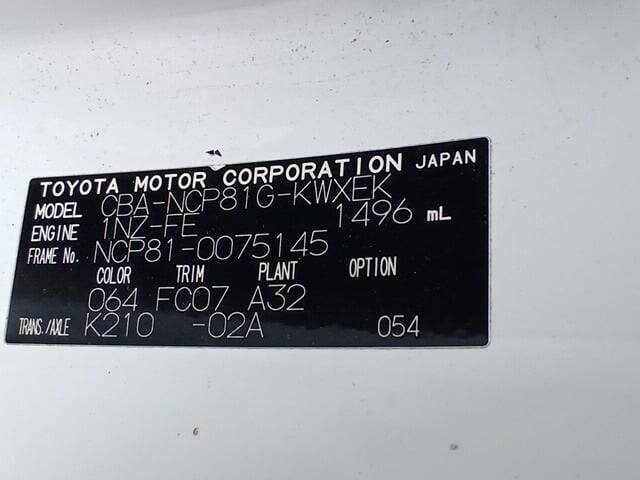 TOYOTA MOTOR CORPORATION JAPAN
MODEL CBA-NCP81G-KWXEK
ENGINE 1NZ-FE 1496 mL
FRAME No. NCP81-0075145
COLOR TRIM PLANT OPTION
064 FC07 A32
TRANS./AXLE K210 -02A 054